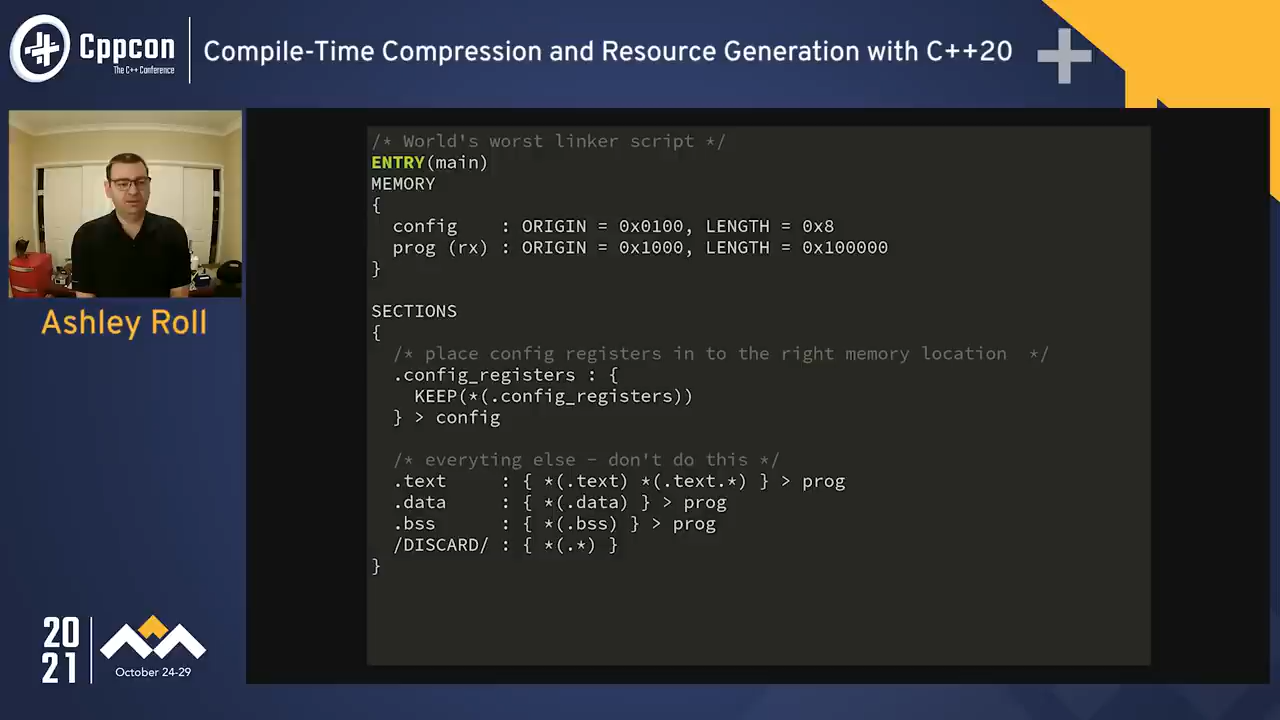 Cppcon
The C++ Conference
Compile-Time Compression and Resource Generation with C++20
/* World's worst linker script */
ENTRY(main)
MEMORY
{
config : ORIGIN = 0x0100, LENGTH = 0x8
prog (rx) : ORIGIN = 0x1000, LENGTH = 0x100000
}
SECTIONS
{
/* place config registers in to the right memory location */
.config_registers : {
KEEP(*(.config_registers))
} > config
/* everyting else - don't do this */
.text : { *(.text) *(.text.*) } > prog
.data : { *(.data) } > prog
.bss : { *(.bss) } > prog
/DISCARD/ : { *(.*) }
}
Ashley Roll
20
21
October 24-29